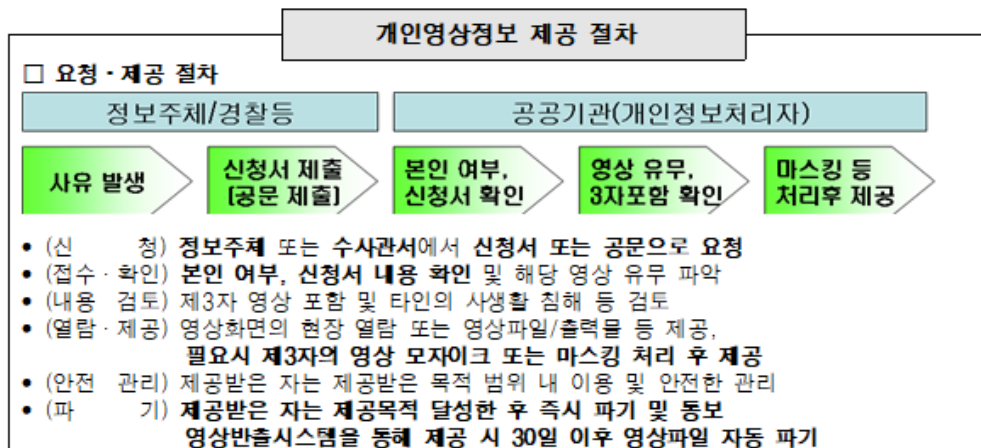 개인영상정보 제공 절차
□ 요청·제공 절차
정보주체/경찰등
공공기관(개인정보처리자)
사유 발생
신청서 제출
(공문 제출)
본인 여부,
신청서 확인
영상 유무,
3자포함 확인
마스킹 등
처리후 제공
• (신 청) 정보주체 또는 수사관서에서 신청서 또는 공문으로 요청
• (접수·확인) 본인 여부, 신청서 내용 확인 및 해당 영상 유무 파악
• (내용 검토) 제3자 영상 포함 및 타인의 사생활 침해 등 검토
• (열람·제공) 영상화면의 현장 열람 또는 영상파일/출력물 등 제공,
필요시 제3자의 영상 모자이크 또는 마스킹 처리 후 제공
• (안전 관리) 제공받은 자는 제공받은 목적 범위 내 이용 및 안전한 관리
• (파 기) 제공받은 자는 제공목적 달성한 후 즉시 파기 및 통보
영상반출시스템을 통해 제공 시 30일 이후 영상파일 자동 파기